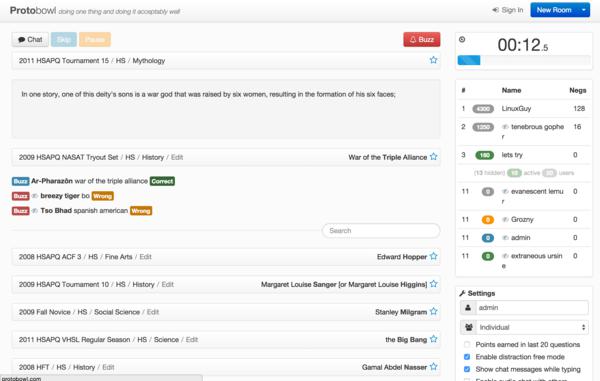 Protobowl doing one thing and doing it acceptably well
Sign In New Room
Chat Skip Pause Buzz
2011 HSAPQ Tournament 15 / HS / Mythology
In one story, one of this deity's sons is a war god that was raised by six women, resulting in the formation of his six faces;
2009 HSAPQ NASAT Tryout Set / HS / History / Edit War of the Triple Alliance
Buzz Ar-Pharazôn war of the triple alliance Correct
Buzz breezy tiger bo Wrong
Buzz Tso Bhad spanish american Wrong
Search
2008 HSAPQ ACF 3 / HS / Fine Arts / Edit Edward Hopper
2009 HSAPQ Tournament 10 / HS / History / Edit Margaret Louise Sanger [or Margaret Louise Higgins]
2009 Fall Novice / HS / Social Science / Edit Stanley Milgram
2011 HSAPQ VHSL Regular Season / HS / Science / Edit the Big Bang
2008 HFT / HS / History / Edit Gamal Abdel Nasser
protobowl.com
00:12.5
# Name Negs
1 4300 LinuxGuy 128
2 1350 tenebrous gophe 16
r
3 160 lets try 0
(13 hidden) active users
11 0 evanescent lemu 0
r
11 0 Grozny 0
11 0 admin 0
11 0 extraneous ursin 0
e
Settings
admin
Individual
Points earned in last 20 questions
Enable distraction free mode
Show chat messages while typing
Enable audio chat with others